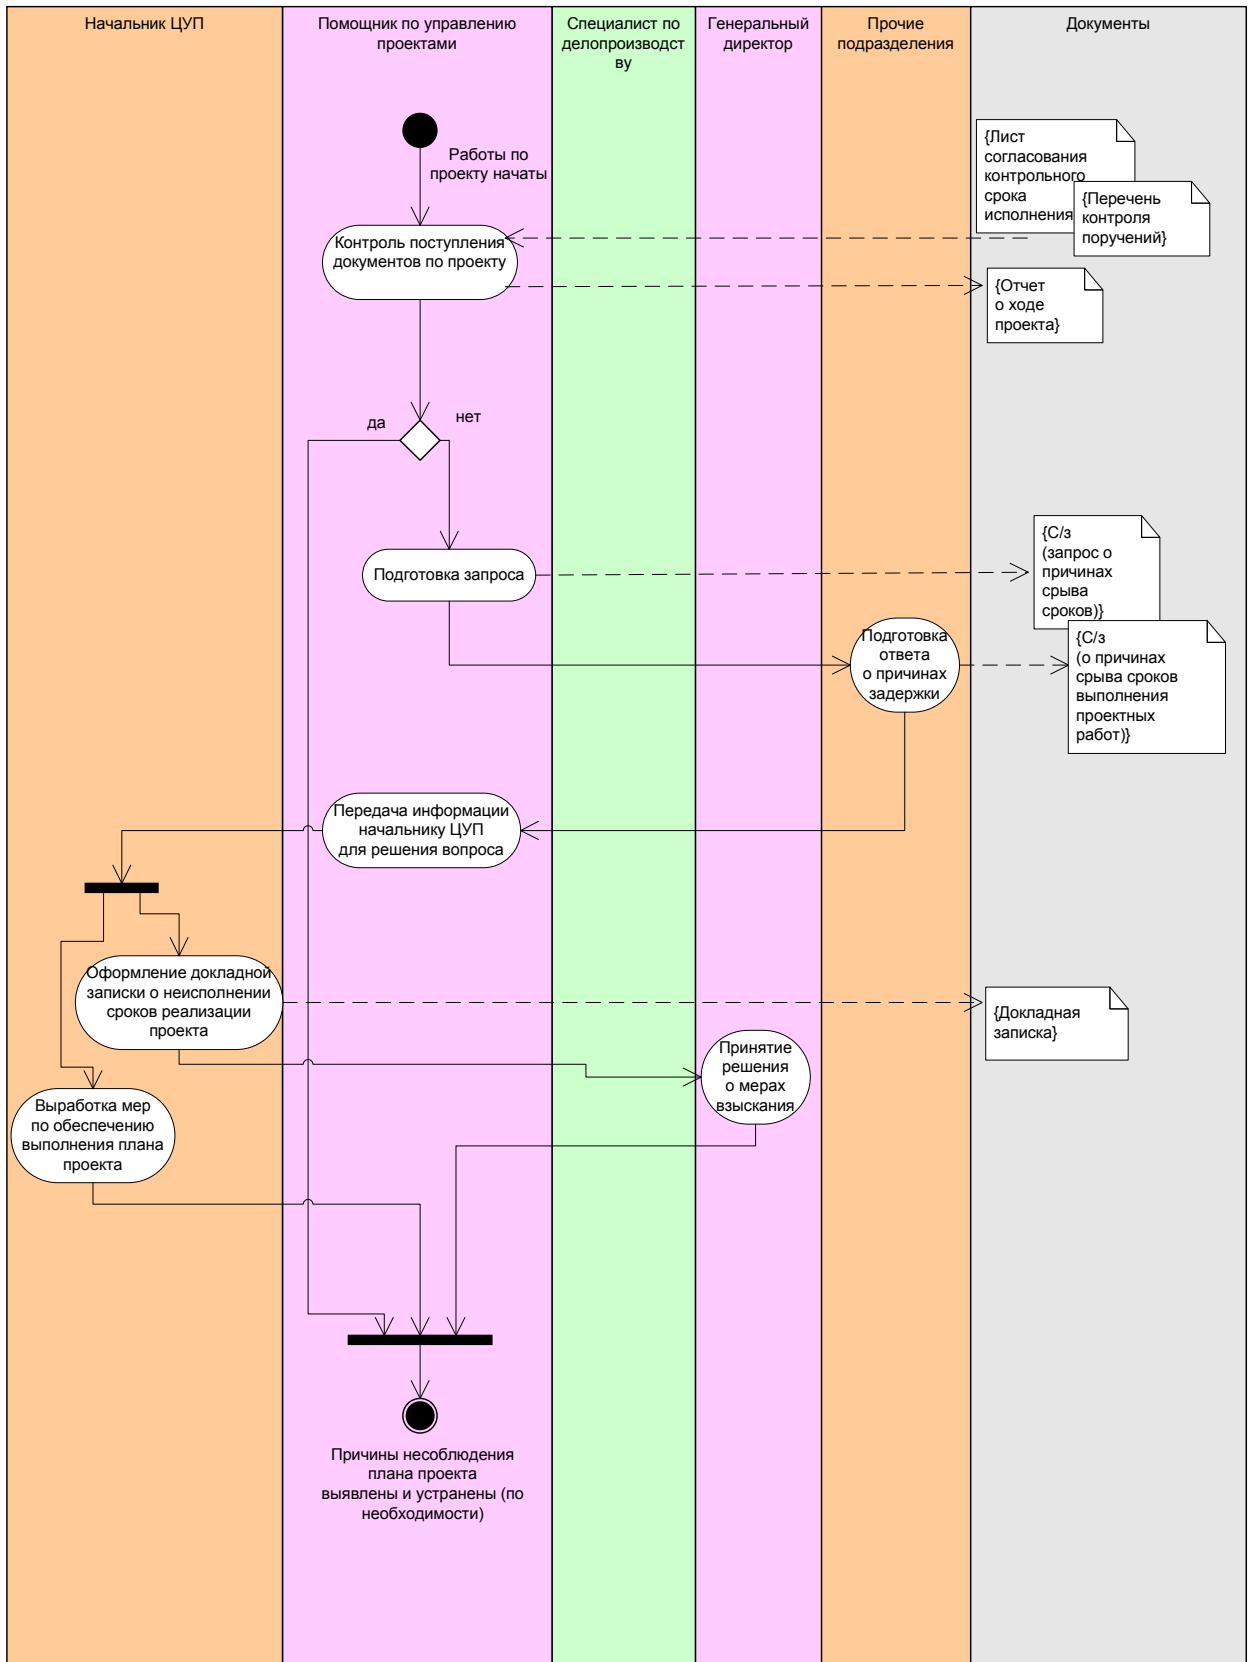 Начальник ЦУП
Помощник по управлению
проектами
Специалист по
делопроизводст
ву
Генеральный
директор
Прочие
подразделения
Документы
Работы по
проекту начаты
{Лист
согласования
контрольного
срока
исполнения
{Перечень
контроля
поручений}
Контроль поступления
документов по проекту
{Отчет
о ходе
проекта}
да
нет
{С/з
(запрос о
причинах
срыва
сроков)}
Подготовка запроса
Подготовка
ответа
о причинах
задержки
{С/з
(о причинах
срыва сроков
выполнения
проектных
работ)}
Передача информации
начальнику ЦУП
для решения вопроса
Оформление докладной
записки о неисполнении
сроков реализации
проекта
{Докладная
записка}
Принятие
решения
о мерах
взыскания
Выработка мер
по обеспечению
выполнения плана
проекта
Причины несоблюдения
плана проекта
выявлены и устранены (по
необходимости)